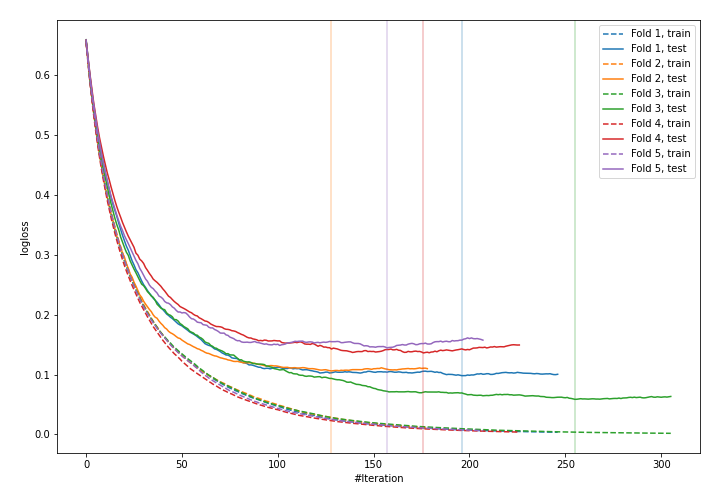 Fold 1, train
Fold 1, test
Fold 2, train
Fold 2, test
Fold 3, train
Fold 3, test
Fold 4, train
Fold 4, test
Fold 5, train
Fold 5, test
logloss
0.6
0.5
0.4
0.3
0.2
0.1
0.0
0 50 100 150 200 250 300
#Iteration